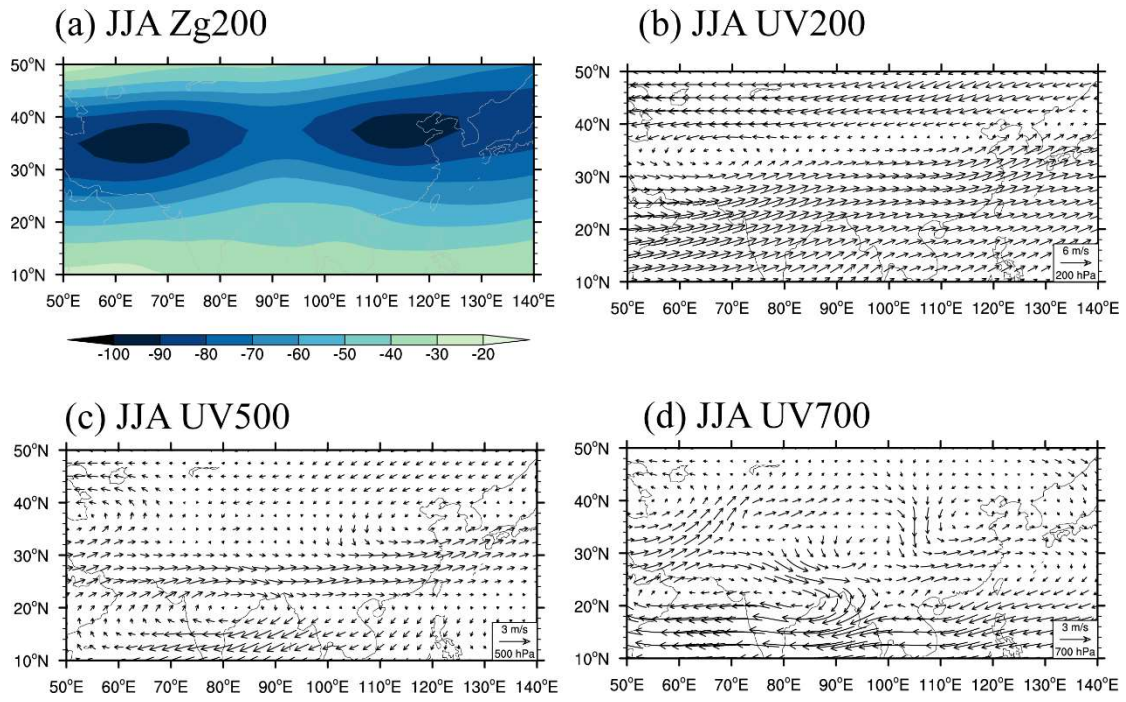 (a) JJA Zg200
50°N
40°N
30°N
20°N
10°N
50°E 60°E 70°E 80°E 90°E 100°E 110°E 120°E 130°E 140°E
-100 -90 -80 -70 -60 -50 -40 -30 -20
(b) JJA UV200
50°N
40°N
30°N
20°N
10°N
6 m/s
200 hPa
50°E 60°E 70°E 80°E 90°E 100°E 110°E 120°E 130°E 140°E
(c) JJA UV500
50°N
40°N
30°N
20°N
10°N
3 m/s
500 hPa
50°E 60°E 70°E 80°E 90°E 100°E 110°E 120°E 130°E 140°E
(d) JJA UV700
50°N
40°N
30°N
20°N
10°N
3 m/s
700 hPa
50°E 60°E 70°E 80°E 90°E 100°E 110°E 120°E 130°E 140°E